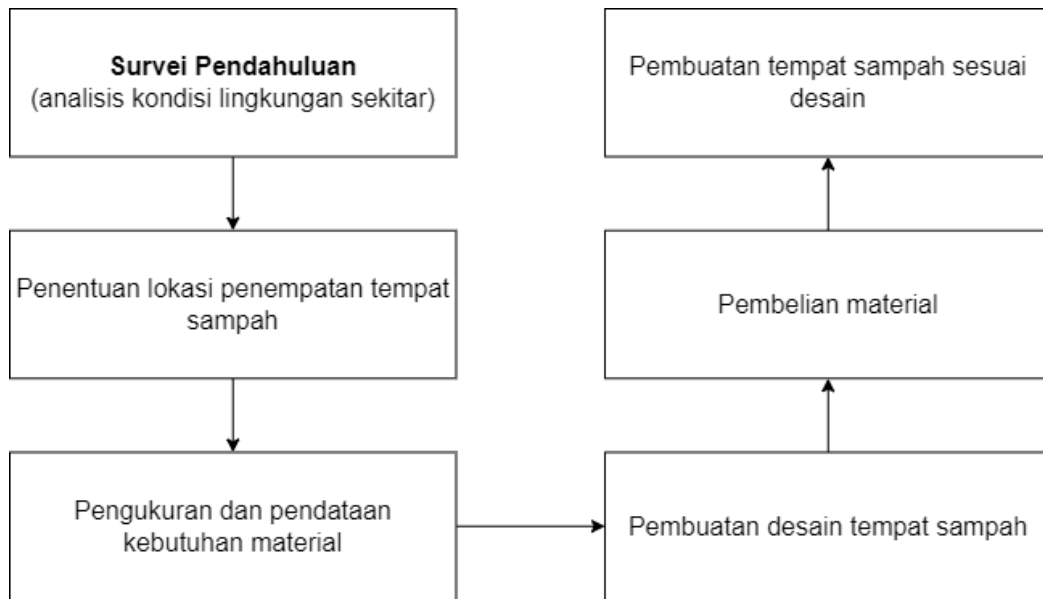 Survei Pendahuluan
(analisis kondisi lingkungan sekitar)
Penentuan lokasi penempatan tempat
sampah
Pengukuran dan pendataan
kebutuhan material
Pembuatan desain tempat sampah
Pembelian material
Pembuatan tempat sampah sesuai
desain